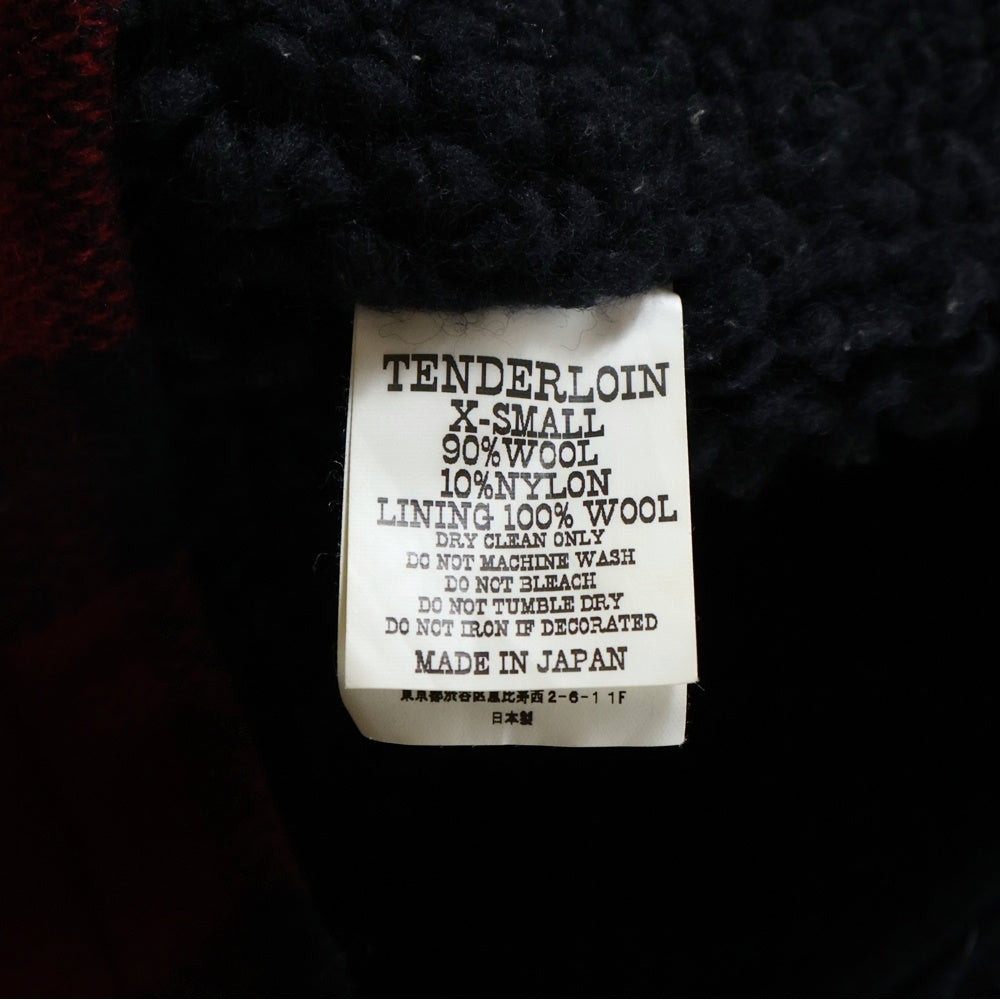 TENDERLOIN
X-SMALL
90%WOOL
10%NYLON
LINING 100% WOOL
DRY CLEAN ONLY
DO NOT MACHINE WASH
DO NOT BLEACH
DO NOT TUMBLE DRY
DO NOT IRON IF DECORATED
MADE IN JAPAN
東京都渋谷区恵比寿西2-6-11F
日本製